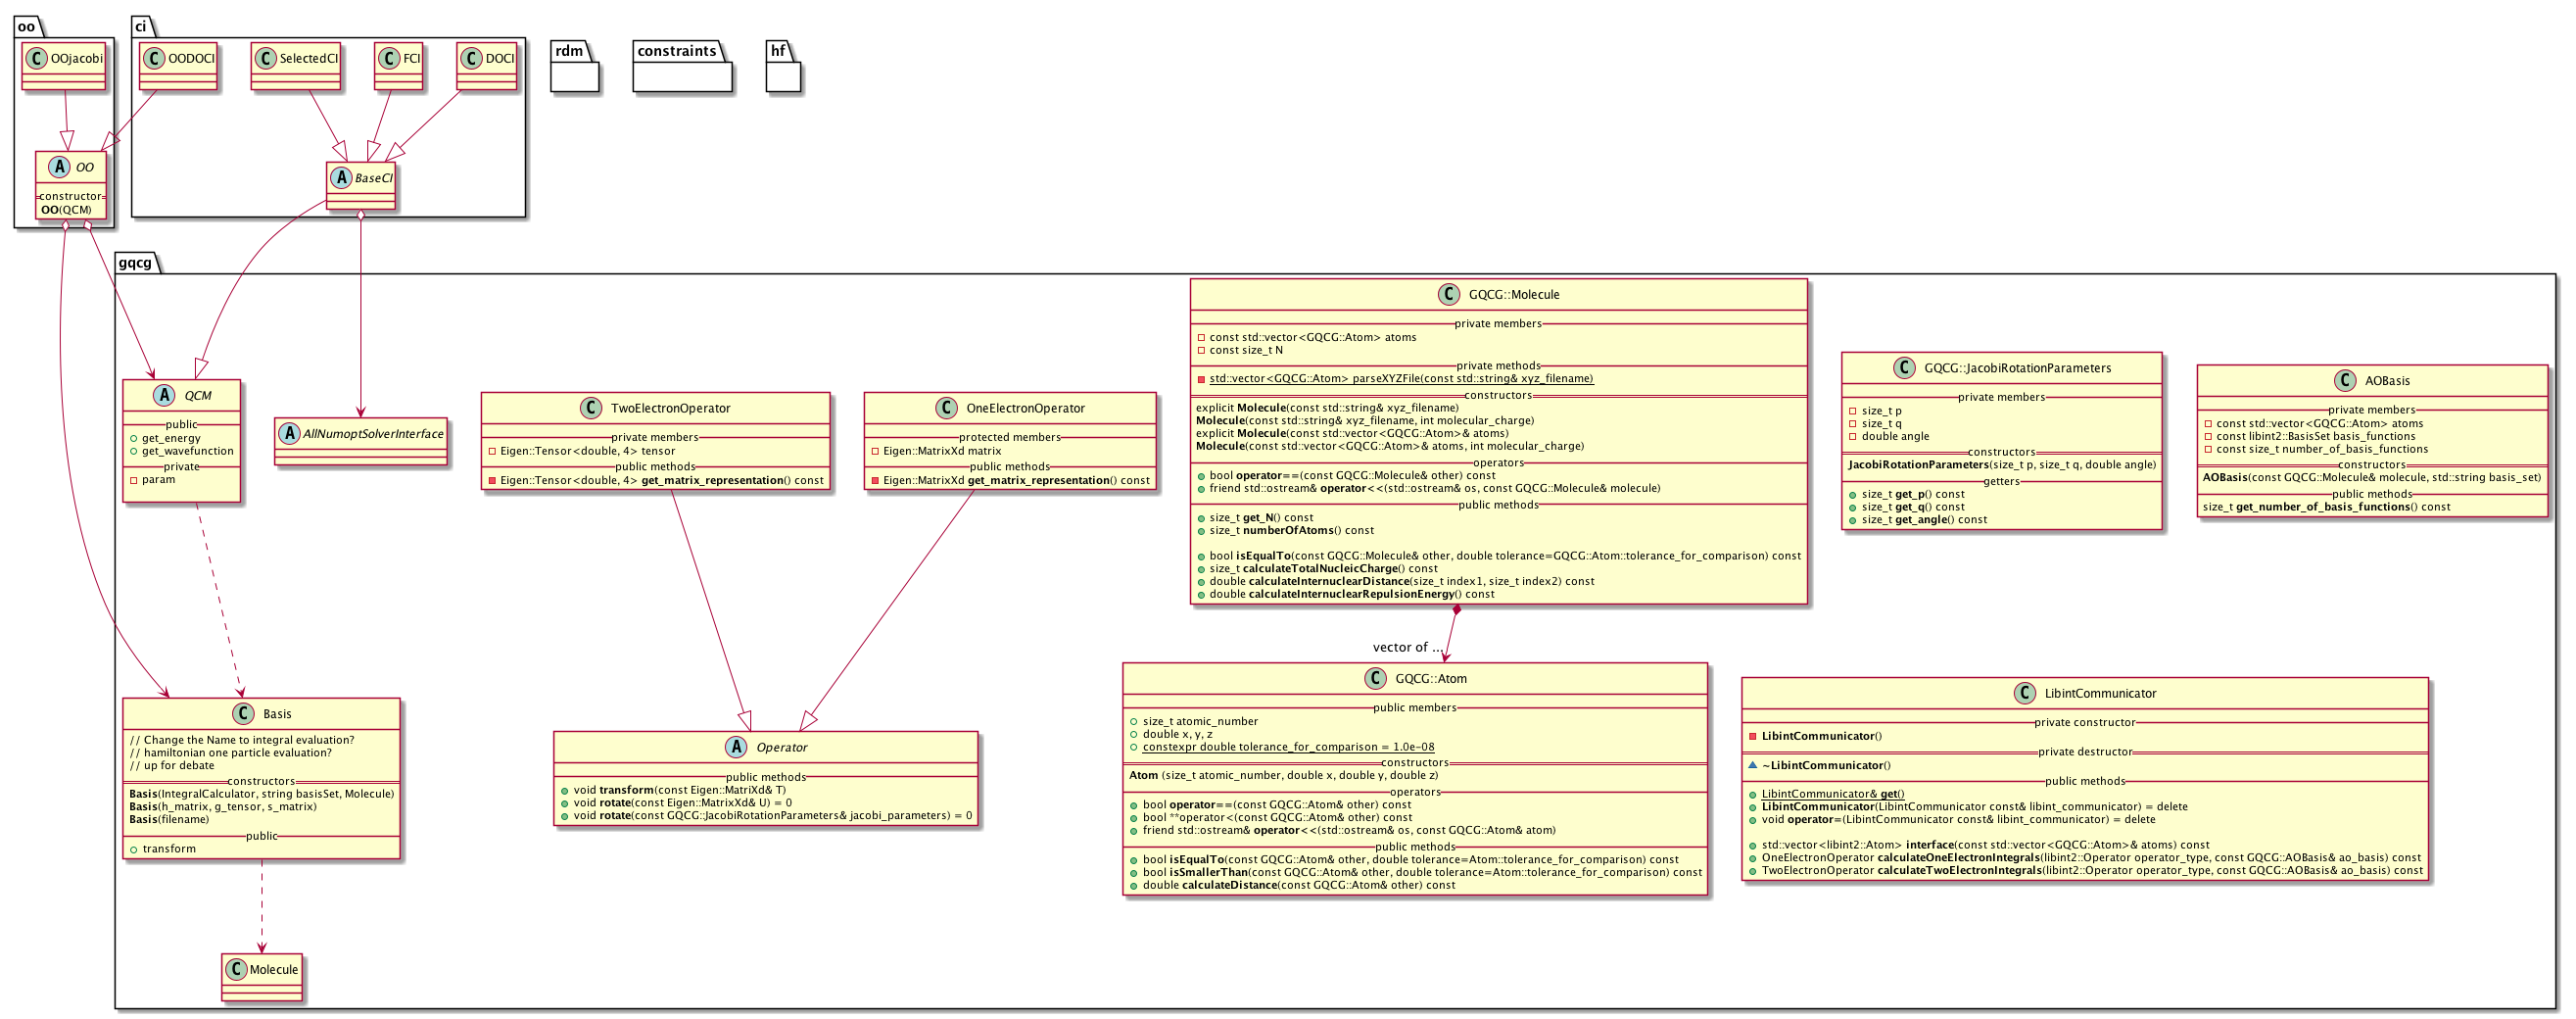 oo
C OOjacobi
A OO
constructor
OO(QCM)
ci
C OODOCI
C SelectedCI
C FCI
C DOCI
A BaseCI
rdm
constraints
hf
gqcg
A QCM
public
get_energy
get_wavefunction
private
param
A AllNumoptSolverInterface
C TwoElectronOperator
private members
Eigen::Tensor<double, 4> tensor
public methods
Eigen::Tensor<double, 4> get_matrix_representation() const
C OneElectronOperator
protected members
Eigen::MatrixXd matrix
public methods
Eigen::MatrixXd get_matrix_representation() const
C GQCG::Molecule
private members
const std::vector<GQCG::Atom> atoms
const size_t N
private methods
std::vector<GQCG::Atom> parseXYZFile(const std::string& xyz_filename)
constructors
explicit Molecule(const std::string& xyz_filename)
Molecule(const std::string& xyz_filename, int molecular_charge)
explicit Molecule(const std::vector<GQCG::Atom>& atoms)
Molecule(const std::vector<GQCG::Atom>& atoms, int molecular_charge)
operators
bool operator==(const GQCG::Molecule& other) const
friend std::ostream& operator<<(std::ostream& os, const GQCG::Molecule& molecule)
public methods
size_t get_N() const
size_t numberOfAtoms() const
bool isEqualTo(const GQCG::Molecule& other, double tolerance=GQCG::Atom::tolerance_for_comparison) const
size_t calculateTotalNucleicCharge() const
double calculateInternuclearDistance(size_t index1, size_t index2) const
double calculateInternuclearRepulsionEnergy() const
C GQCG::JacobiRotationParameters
private members
size_t p
size_t q
double angle
constructors
JacobiRotationParameters(size_t p, size_t q, double angle)
getters
size_t get_p() const
size_t get_q() const
size_t get_angle() const
C AOBasis
private members
const std::vector<GQCG::Atom> atoms
const libint2::BasisSet basis_functions
const size_t number_of_basis_functions
constructors
AOBasis(const GQCG::Molecule& molecule, std::string basis_set)
public methods
size_t get_number_of_basis_functions() const
vector of ...
C Basis
// Change the Name to integral evaluation?
// hamiltonian one particle evaluation?
// up for debate
constructors
Basis(IntegralCalculator, string basisSet, Molecule)
Basis(h_matrix, g_tensor, s_matrix)
Basis(filename)
public
transform
A Operator
public methods
void transform(const Eigen::MatriXd& T)
void rotate(const Eigen::MatrixXd& U) = 0
void rotate(const GQCG::JacobiRotationParameters& jacobi_parameters) = 0
C GQCG::Atom
public members
size_t atomic_number
double x, y, z
constexpr double tolerance_for_comparison = 1.0e-08
constructors
Atom (size_t atomic_number, double x, double y, double z)
operators
bool operator==(const GQCG::Atom& other) const
bool **operator<(const GQCG::Atom& other) const
friend std::ostream& operator<<(std::ostream& os, const GQCG::Atom& atom)
public methods
bool isEqualTo(const GQCG::Atom& other, double tolerance=Atom::tolerance_for_comparison) const
bool isSmallerThan(const GQCG::Atom& other, double tolerance=Atom::tolerance_for_comparison) const
double calculateDistance(const GQCG::Atom& other) const
C LibintCommunicator
private constructor
LibintCommunicator()
private destructor
~LibintCommunicator()
public methods
LibintCommunicator& get()
LibintCommunicator(LibintCommunicator const& libint_communicator) = delete
void operator=(LibintCommunicator const& libint_communicator) = delete
std::vector<libint2::Atom> interface(const std::vector<GQCG::Atom>& atoms) const
OneElectronOperator calculateOneElectronIntegrals(libint2::Operator operator_type, const GQCG::AOBasis& ao_basis) const
TwoElectronOperator calculateTwoElectronIntegrals(libint2::Operator operator_type, const GQCG::AOBasis& ao_basis) const
C Molecule